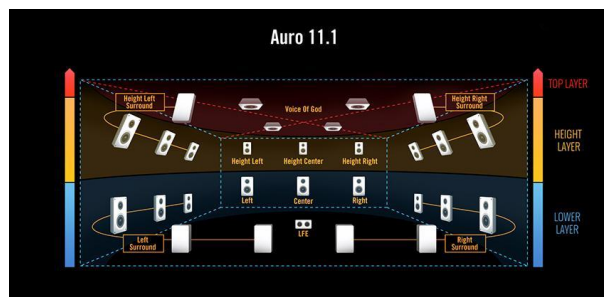 Auro 11.1
TOP LAYER
Height Left
Surround
Voice Of God
Height Right
Surround
HEIGHT
LAYER
Height Left
Height Center
Height Right
Left
Center
Right
LFE
LOWER
LAYER
Left
Surround
Right
Surround